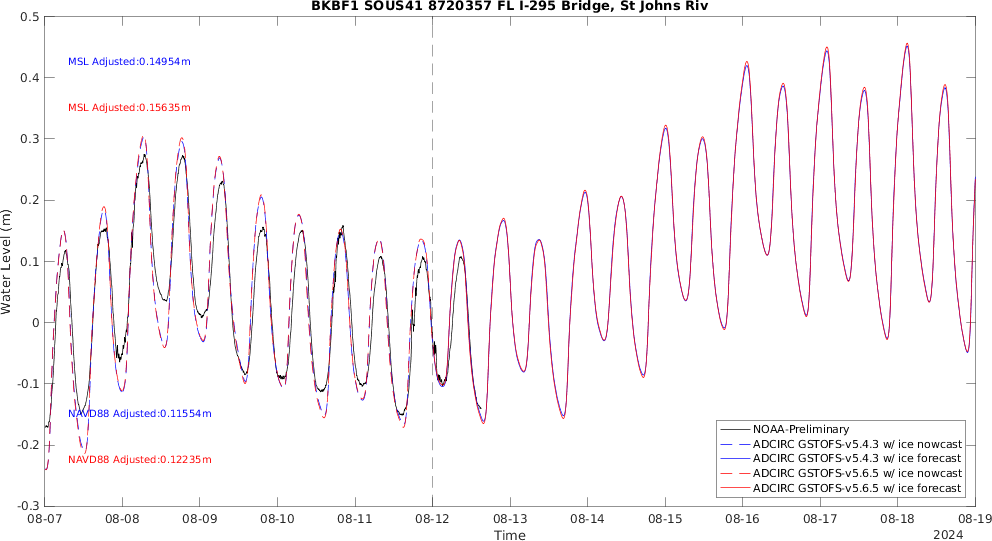 BKBF1 SOUS41 8720357 FL I-295 Bridge, St Johns Riv
0.5
0.4
0.3
0.2
0.1
0
-0.1
-0.2
-0.3
Water Level (m)
MSL Adjusted:0.14954m
MSL Adjusted:0.15635m
NAVD88 Adjusted:0.11554m
NAVD88 Adjusted:0.12235m
NOAA-Preliminary
ADCIRC GSTOFS-v5.4.3 w/ ice nowcast
ADCIRC GSTOFS-v5.4.3 w/ ice forecast
ADCIRC GSTOFS-v5.6.5 w/ ice nowcast
ADCIRC GSTOFS-v5.6.5 w/ ice forecast
08-07 08-08 08-09 08-10 08-11 08-12 08-13 08-14 08-15 08-16 08-17 08-18 08-19
Time
2024